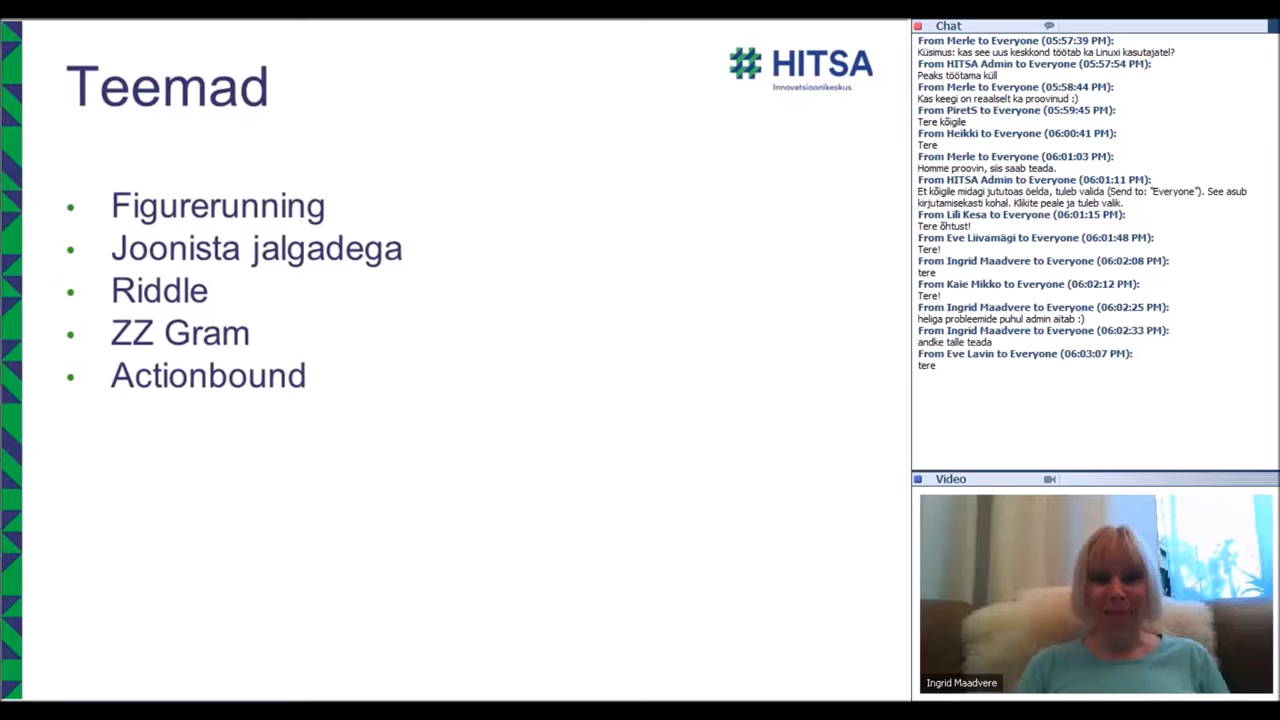 Teemad
HITSA
Innovatsioonikeskus
• Figurerunning
• Joonista jalgadega
• Riddle
• ZZ Gram
• Actionbound
Chat
From Merle to Everyone (05:57:39 PM):
Küsimus: kas see uus keskkond töötab ka Linuxi kasutajatel?
From HITSA Admin to Everyone (05:57:54 PM):
Peaks töötama küll
From Merle to Everyone (05:58:44 PM):
Kas keegi on reaalselt ka proovinud :)
From PiretS to Everyone (05:59:45 PM):
Tere kõigile
From Heikki to Everyone (06:00:41 PM):
Tere
From Merle to Everyone (06:01:03 PM):
Homme proovin, siis saab teada.
From HITSA Admin to Everyone (06:01:11 PM):
Et kõigile midagi jututoas öelda, tuleb valida (Send to: "Everyone"). See asub
kirjutamisekasti kohal. Klikite peale ja tuleb valik.
From Lili Kesa to Everyone (06:01:15 PM):
Tere õhtust!
From Eve Liivamägi to Everyone (06:01:48 PM):
Tere!
From Ingrid Maadvere to Everyone (06:02:08 PM):
tere
From Kaie Mikko to Everyone (06:02:12 PM):
Tere!
From Ingrid Maadvere to Everyone (06:02:25 PM):
heliga probleemide puhul admin aitab :)
From Ingrid Maadvere to Everyone (06:02:33 PM):
andke talle teada
From Eve Lavin to Everyone (06:03:07 PM):
tere
Video
Ingrid Maadvere